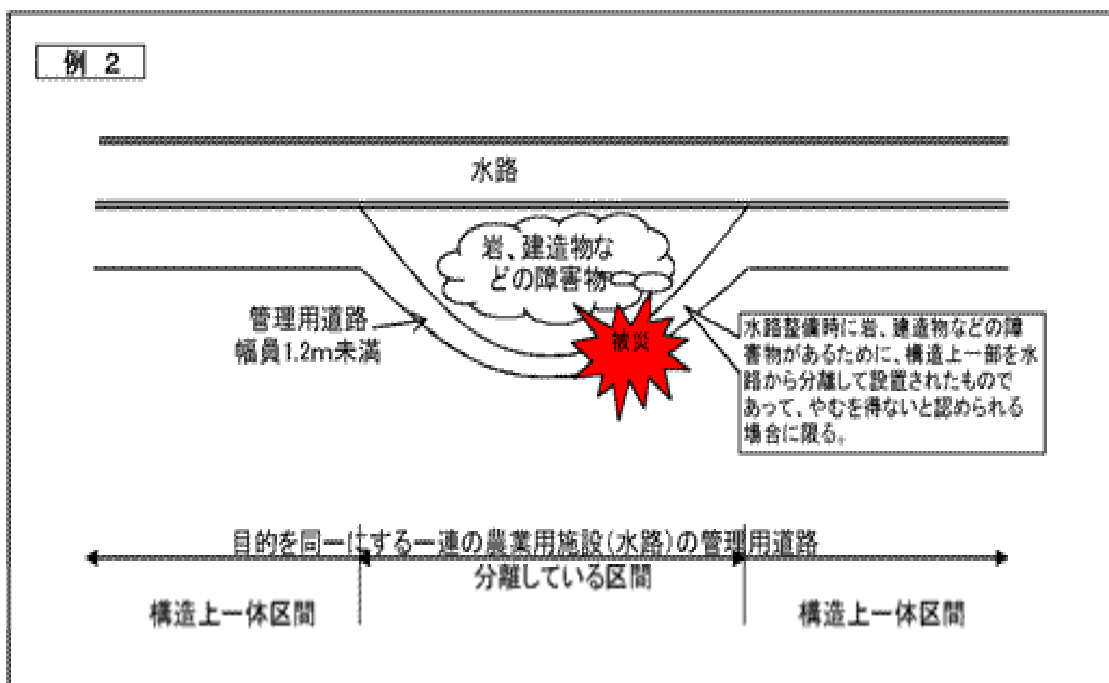 例 2
水路
岩、建造物な
どの障害物
管理用道路
幅員1.2m未満
被災
水路整備時に岩、建造物などの障
害物があるために、構造上一部を水
路から分離して設置されたもので
あって、やむを得ないと認められる
場合に限る。
目的を同一にする一連の農業用施設(水路)の管理用道路
分離している区間
構造上一体区間
構造上一体区間